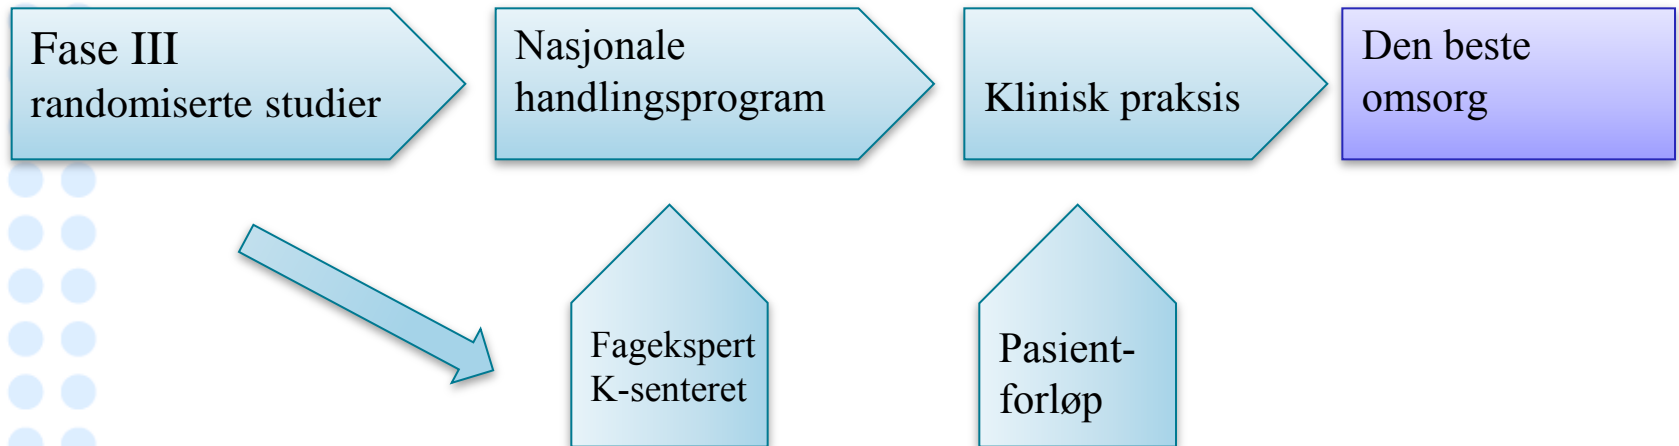 Fase III
randomiserte studier
Nasjonale
handlingsprogram
Klinisk praksis
Den beste
omsorg
Fagekspert
K-senteret
Pasient-
forløp